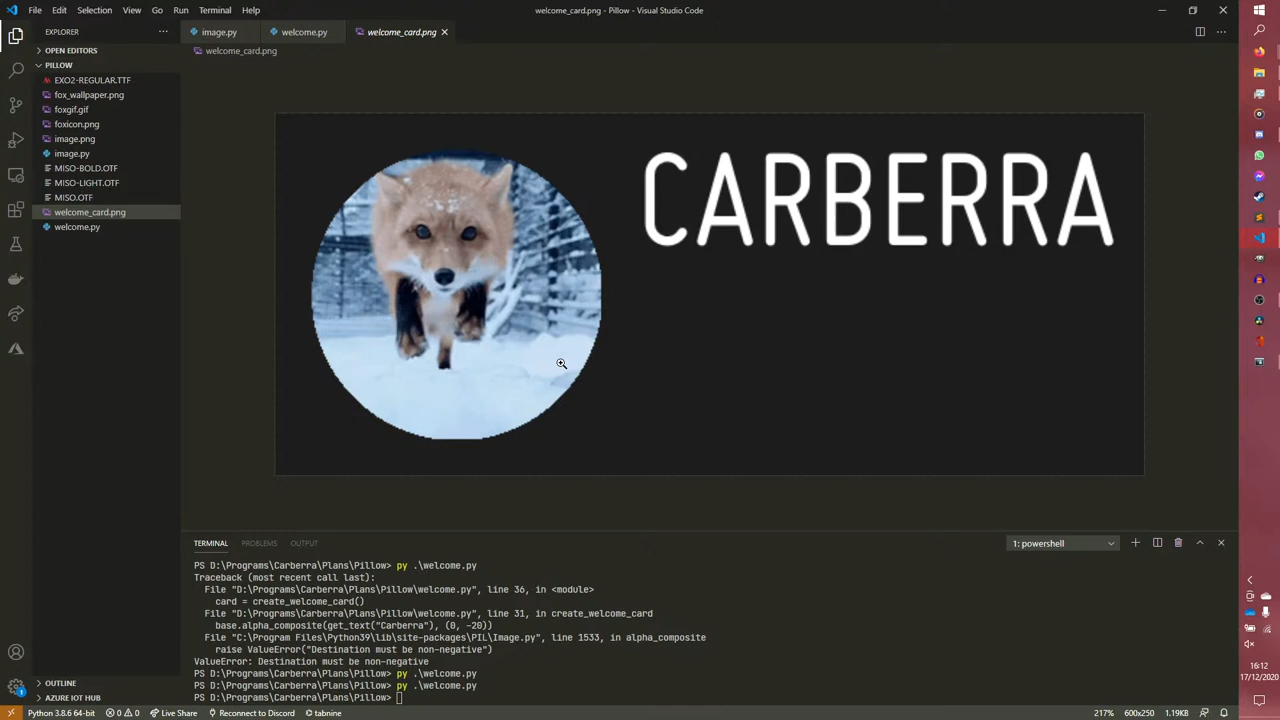 File Edit Selection View Go Run Terminal Help
welcome_card.png - Pillow - Visual Studio Code
EXPLORER
image.py
welcome.py
welcome_card.png
OPEN EDITORS
welcome_card.png
PILLOW
EXO2-REGULAR.TTF
fox_wallpaper.png
foxgif.gif
foxicon.png
image.png
image.py
MISO-BOLD.OTF
MISO-LIGHT.OTF
MISO.OTF
welcome_card.png
welcome.py
CARBERRA
TERMINAL PROBLEMS OUTPUT
1: powershell
PS D:\Programs\Carberra\Plans\Pillow> py .\welcome.py
Traceback (most recent call last):
File "D:\Programs\Carberra\Plans\Pillow\welcome.py", line 36, in <module>
card = create_welcome_card()
File "D:\Programs\Carberra\Plans\Pillow\welcome.py", line 31, in create_welcome_card
base.alpha_composite(get_text("Carberra"), (0, -20))
File "C:\Program Files\Python39\lib\site-packages\PIL\Image.py", line 1533, in alpha_composite
raise ValueError("Destination must be non-negative")
ValueError: Destination must be non-negative
PS D:\Programs\Carberra\Plans\Pillow> py .\welcome.py
PS D:\Programs\Carberra\Plans\Pillow> py .\welcome.py
PS D:\Programs\Carberra\Plans\Pillow>
OUTLINE
AZURE IOT HUB
1
Python 3.8.6 64-bit 0 0 Live Share Reconnect to Discord tabnine
217% 600x250 1.19KB
16:12
17/12/2020